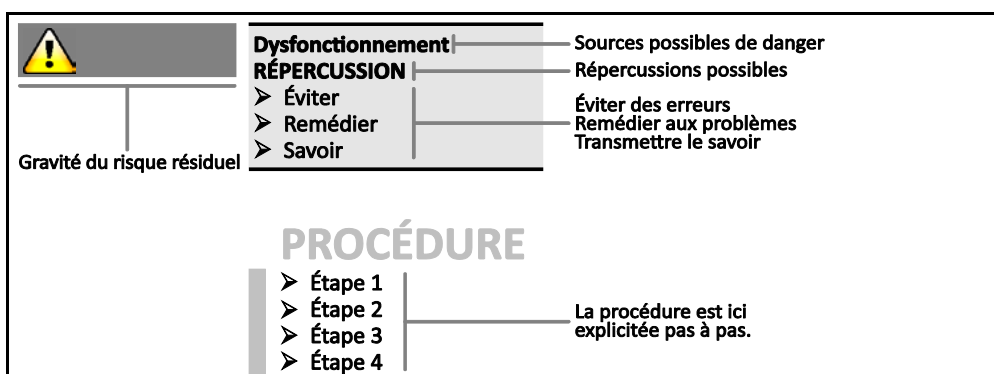 Dysfonctionnement
Sources possibles de danger
RÉPERCUSSION
Répercussions possibles
➢ Éviter
➢ Remédier
➢ Savoir
Éviter des erreurs
Remédier aux problèmes
Transmettre le savoir
Gravité du risque résiduel
PROCÉDURE
➢ Étape 1
➢ Étape 2
➢ Étape 3
➢ Étape 4
La procédure est ici
explicitée pas à pas.